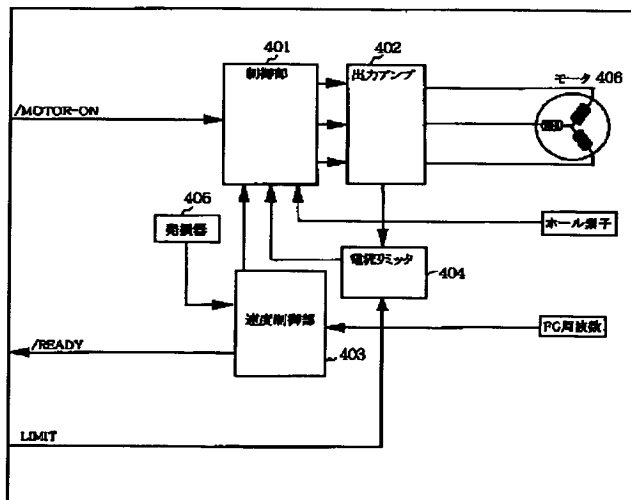 401
制御部
402
出力アンプ
モータ 406
/MOTOR-ON
405
発振器
ホール素子
電流リミッタ
404
速度制御部
FG周波数
/READY
403
LIMIT